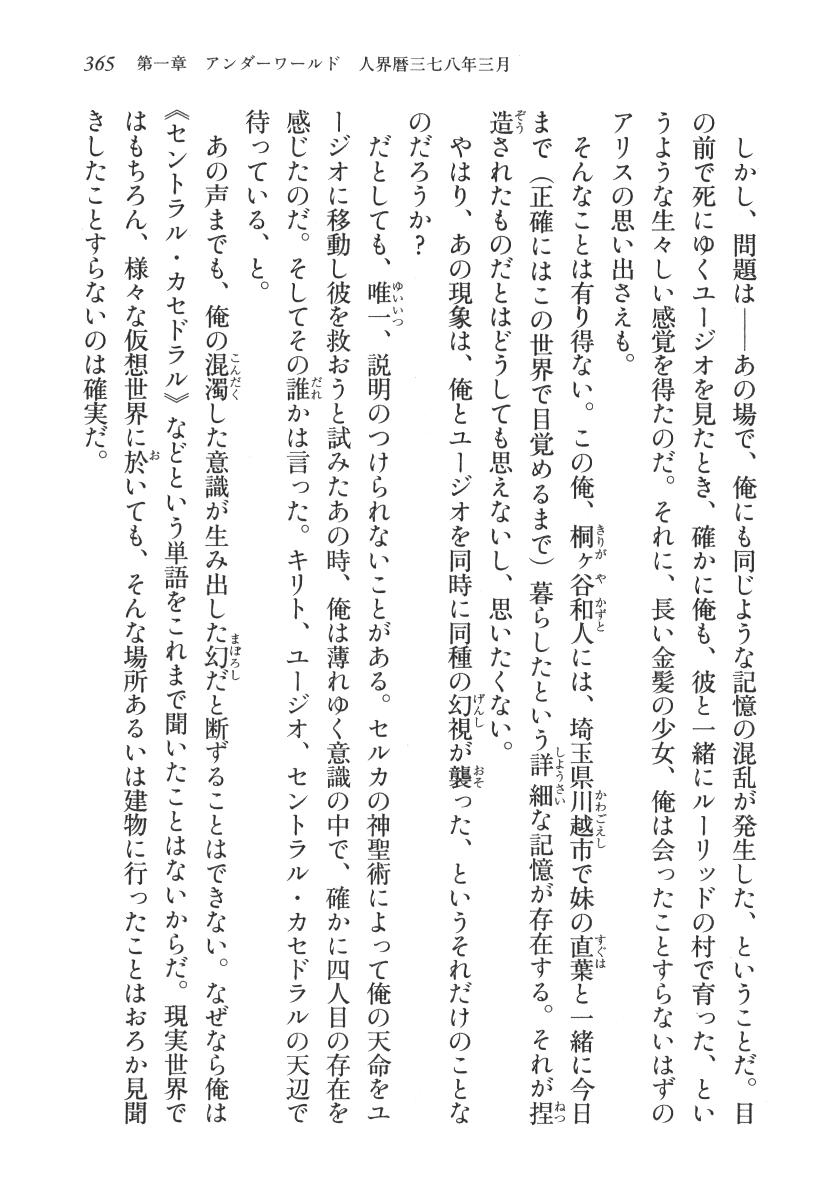 365　第一章　アンダーワールド　人界暦三七八年三月
しかし、問題は――あの場で、俺にも同じような記憶の混乱が発生した、ということだ。目
の前で死にゆくユージオを見たとき、確かに俺も、彼と一緒にルーリッドの村で育った、とい
うような生々しい感覚を得たのだ。それに、長い金髪の少女、俺は会ったことすらないはずの
アリスの思い出さえも。
そんなことは有り得ない。この俺、桐ヶ谷和人には、埼玉県川越市で妹の直葉と一緒に今日
まで（正確にはこの世界で目覚めるまで）暮らしたという詳細な記憶が存在する。それが捏
造されたものだとはどうしても思えないし、思いたくない。
やはり、あの現象は、俺とユージオを同時に同種の幻視が襲った、というそれだけのことな
のだろうか？
だとしても、唯一、説明のつけられないことがある。セルカの神聖術によって俺の天命をユ
ージオに移動し彼を救おうと試みたあの時、俺は薄れゆく意識の中で、確かに四人目の存在を
感じたのだ。そしてその誰かは言った。キリト、ユージオ、セントラル・カセドラルの天辺で
待っている、と。
あの声までも、俺の混濁した意識が生み出した幻だと断ずることはできない。なぜなら俺は
《セントラル・カセドラル》などという単語をこれまで聞いたことはないからだ。現実世界で
はもちろん、様々な仮想世界に於いても、そんな場所あるいは建物に行ったことはおろか見聞
きしたことすらないのは確実だ。